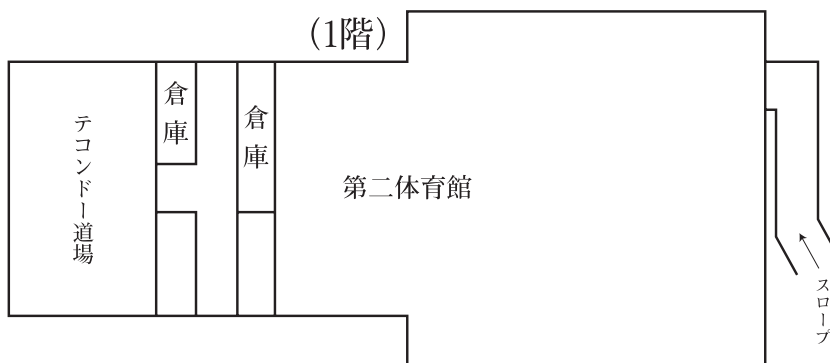 (1階)
倉庫
倉庫
テコンドー道場
第二体育館
スロープ